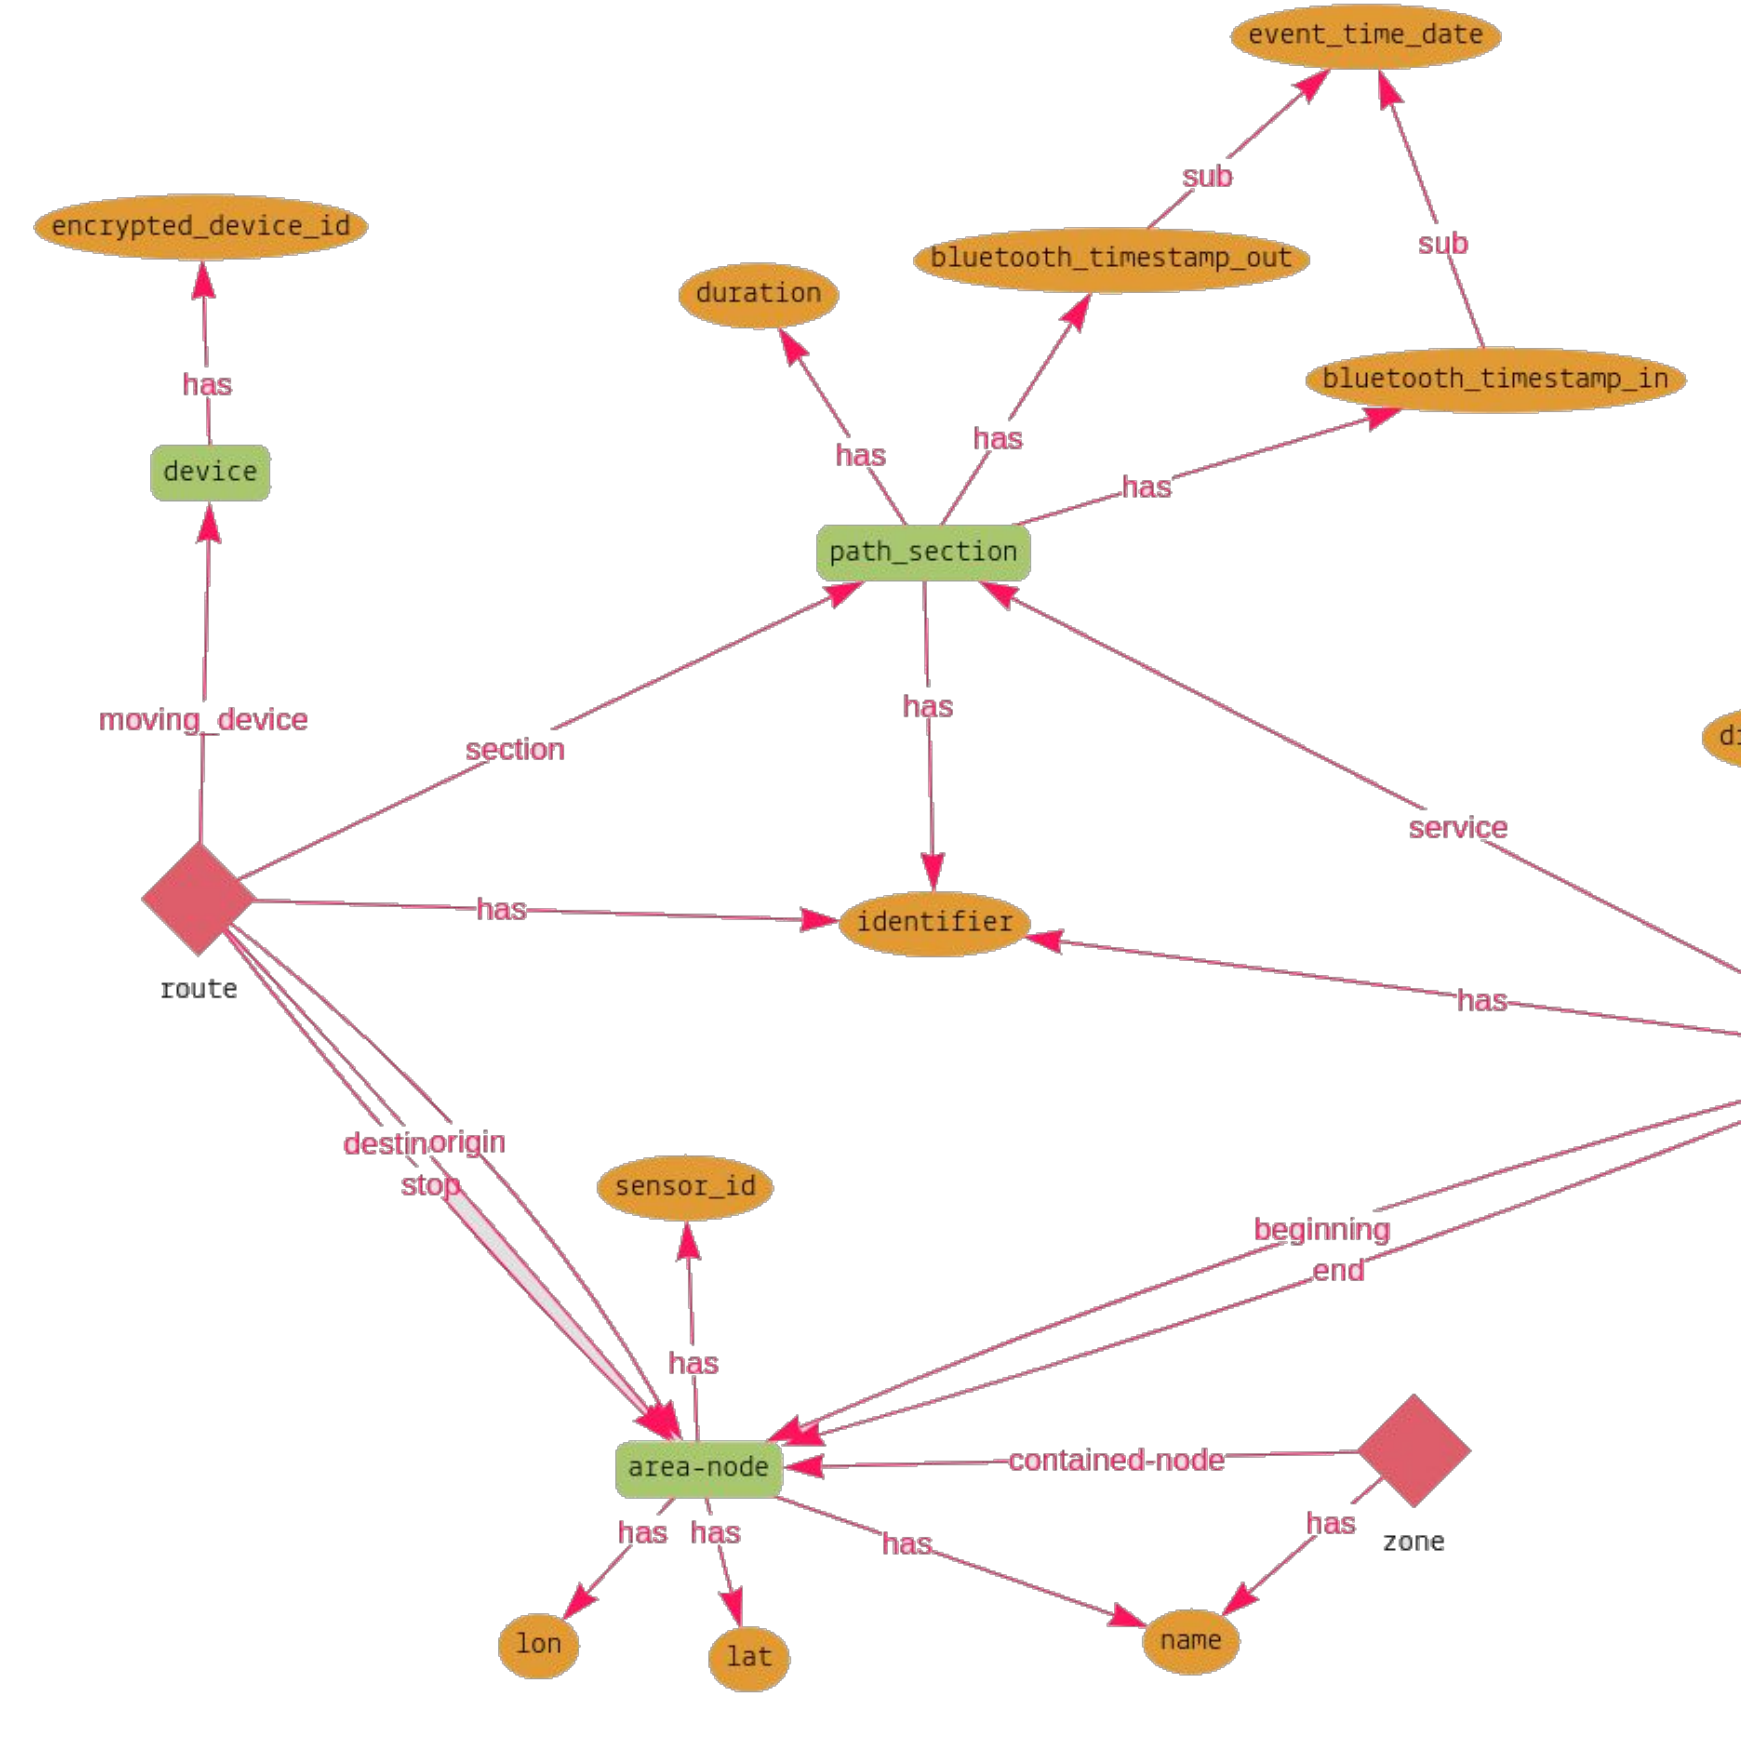 event_time_date
sub
encrypted_device_id
sub
bluetooth_timestamp_out
duration
bluetooth_timestamp_in
has
has
has
device
has
path_section
moving_device
has
section
service
identifier
has
route
has
origin
stop
sensor_id
beginning
end
has
area-node
contained-node
has
has
has
has
zone
lon
lat
name